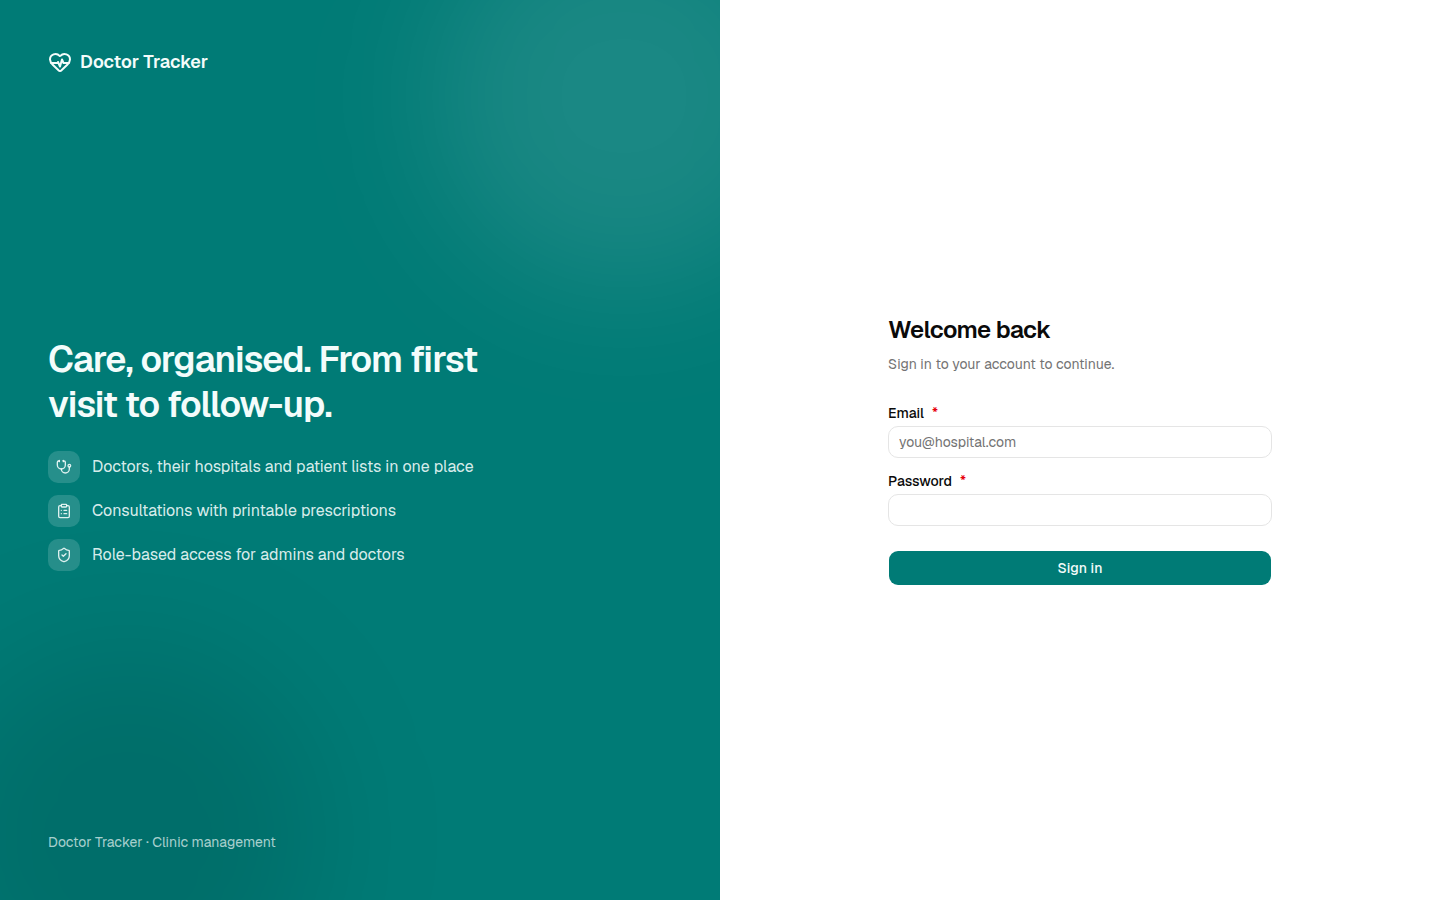 Doctor Tracker
Care, organised. From first
visit to follow-up.
Doctors, their hospitals and patient lists in one place
Consultations with printable prescriptions
Role-based access for admins and doctors
Doctor Tracker · Clinic management
Welcome back
Sign in to your account to continue.
Email *
you@hospital.com
Password *
Sign in